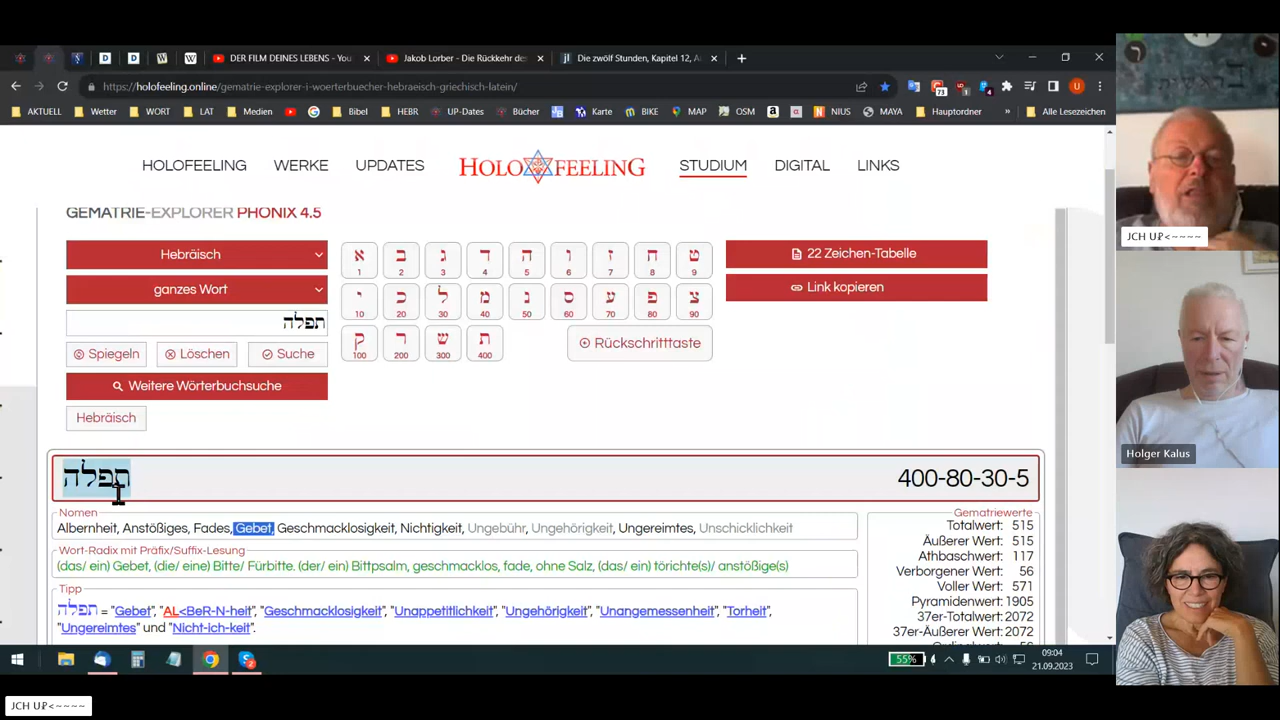 DER FILM DEINES LEBENS - You
Jakob Lorber - Die Rückkehr des
Die zwölf Stunden, Kapitel 12, A
https://holofeeling.online/gematrie-explorer-i-woerterbuecher-hebraeisch-griechisch-latein/
AKTUELL Wetter WORT LAT Medien Bibel HEBR UP-Dates Bücher Karte BIKE MAP OSM NIUS MAYA Hauptordner » Alle Lesezeichen
HOLOFEELING WERKE UPDATES HOLO FEELING STUDIUM DIGITAL LINKS
GEMATRIE-EXPLORER PHONIX 4.5
Hebräisch
ganzes Wort
תפלה
Spiegeln Löschen Suche
Weitere Wörterbuchsuche
Hebräisch
א ב ג ד ה ו ז ח ט
1 2 3 4 5 6 7 8 9
י כ ל מ נ ס ע פ צ
10 20 30 40 50 60 70 80 90
ק ר ש ת
100 200 300 400
Rückschritttaste
22 Zeichen-Tabelle
Link kopieren
תפלה 400-80-30-5
Nomen
Albernheit, Anstößiges, Fades, Gebet, Geschmacklosigkeit, Nichtigkeit, Ungebühr, Ungehörigkeit, Ungereimtes, Unschicklichkeit
Wort-Radix mit Präfix/Suffix-Lesung
(das/ ein) Gebet, (die/ eine) Bitte/ Fürbitte. (der/ ein) Bittpsalm, geschmacklos, fade, ohne Salz, (das/ ein) törichte(s)/ anstößige(s)
Tipp
תפלה = "Gebet", "AL<BeR-N-heit", "Geschmacklosigkeit", "Unappetitlichkeit", "Ungehörigkeit", "Unangemessenheit", "Torheit",
"Ungereimtes" und "Nicht-ich-keit".
Gematriewerte
Totalwert: 515
Äußerer Wert: 515
Athbaschwert: 117
Verborgener Wert: 56
Voller Wert: 571
Pyramidenwert: 1905
37er-Totalwert: 2072
37er-Äußerer Wert: 2072
55%
09:04
21.09.2023
JCH UP<~~~~
Holger Kalus
JCH UP<~~~~